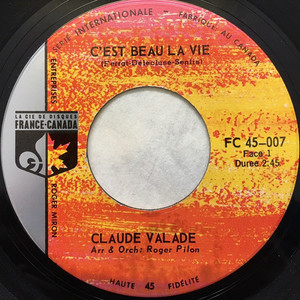 SÉRIE INTERNATIONALE - FABRIQUÉ AU CANADA
C'EST BEAU LA VIE
(Ferrat-Delecluse-Senlis)
LA CIE DE DISQUES
FRANCE-CANADA
ENTREPRISES
ROGER MIRON
FC 45-007
Face 1
Duree 2:45
CLAUDE VALADE
Arr & Orch: Roger Pilon
HAUTE 45 FIDÉLITÉ